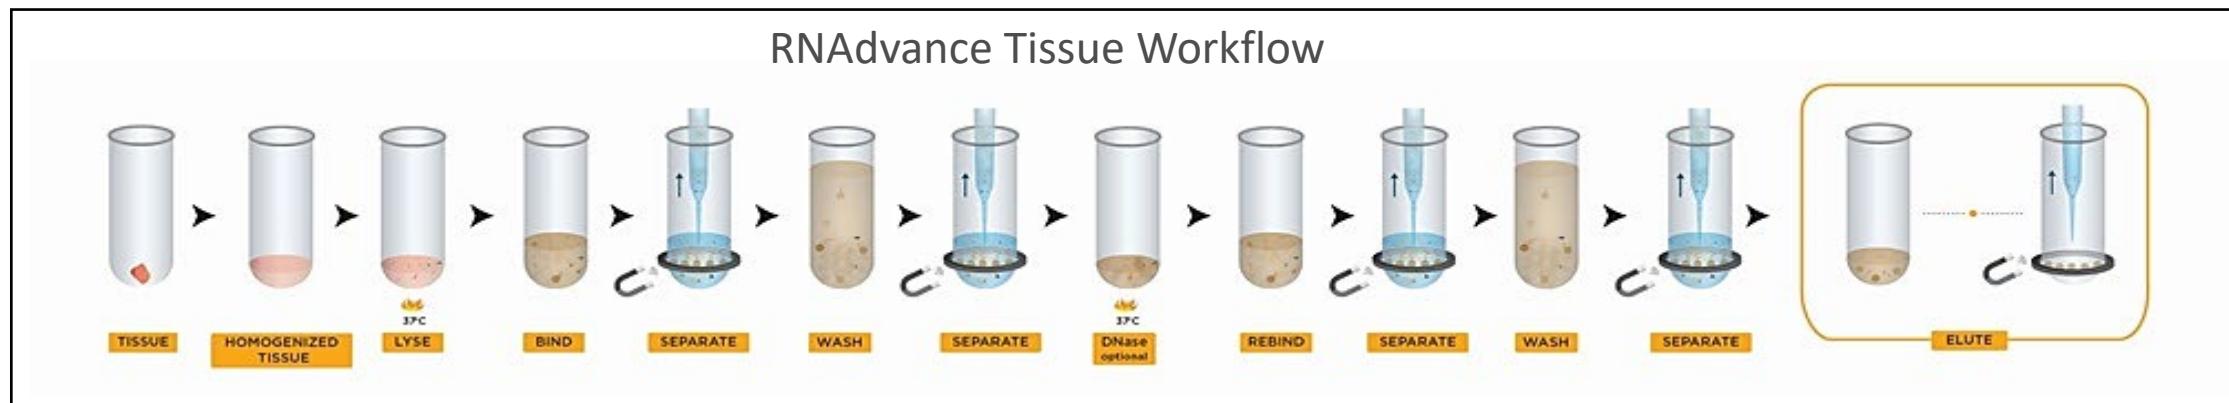 RNAdvance Tissue Workflow
37°C
37°C
TISSUE
HOMOGENIZED
TISSUE
LYSE
BIND
SEPARATE
WASH
SEPARATE
DNase
optional
REBIND
SEPARATE
WASH
SEPARATE
ELUTE